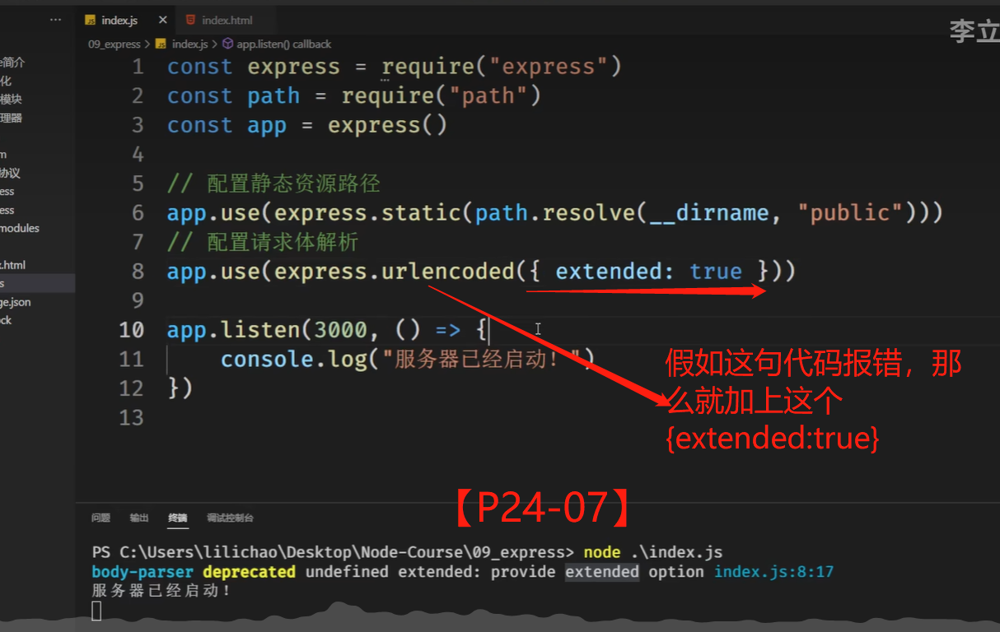 index.js
index.html
李立
09_express > index.js > app.listen() callback
e简介
化
模块
理器
m
协议
ess
ess
modules
.html
s
ge.json
ck
1 const express = require("express")
2 const path = require("path")
3 const app = express()
4
5 // 配置静态资源路径
6 app.use(express.static(path.resolve(__dirname, "public")))
7 // 配置请求体解析
8 app.use(express.urlencoded({ extended: true }))
9
10 app.listen(3000, () => {
11 console.log("服务器已经启动！")
12 })
13
假如这句代码报错，那
么就加上这个
{extended:true}
【P24-07】
问题 输出 终端 调试控制台
PS C:\Users\lilichao\Desktop\Node-Course\09_express> node .\index.js
body-parser deprecated undefined extended: provide extended option index.js:8:17
服务器已经启动！